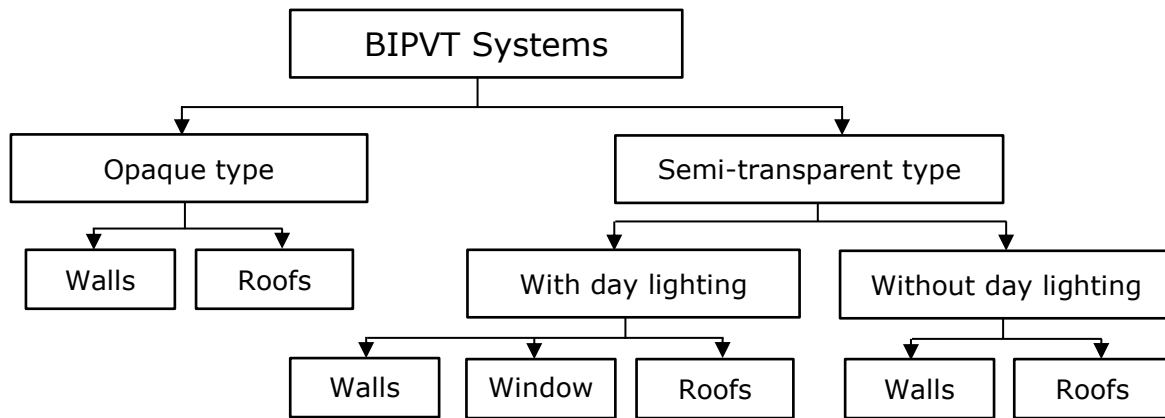 BIPVT Systems
Opaque type
Semi-transparent type
Walls
Roofs
With day lighting
Without day lighting
Walls
Window
Roofs
Walls
Roofs